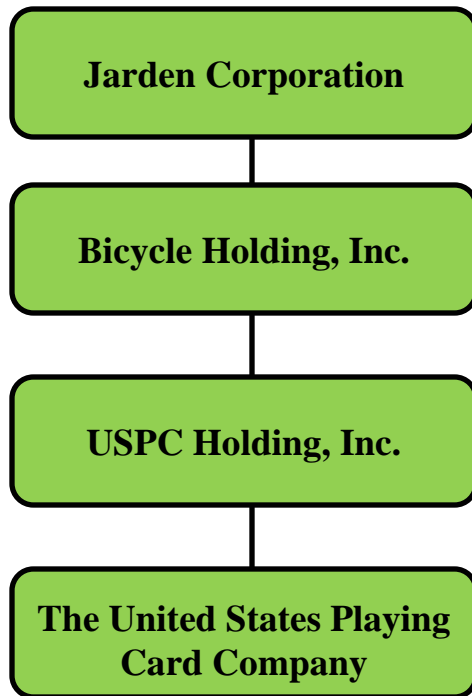 Jarden Corporation
Bicycle Holding, Inc.
USPC Holding, Inc.
The United States Playing
Card Company